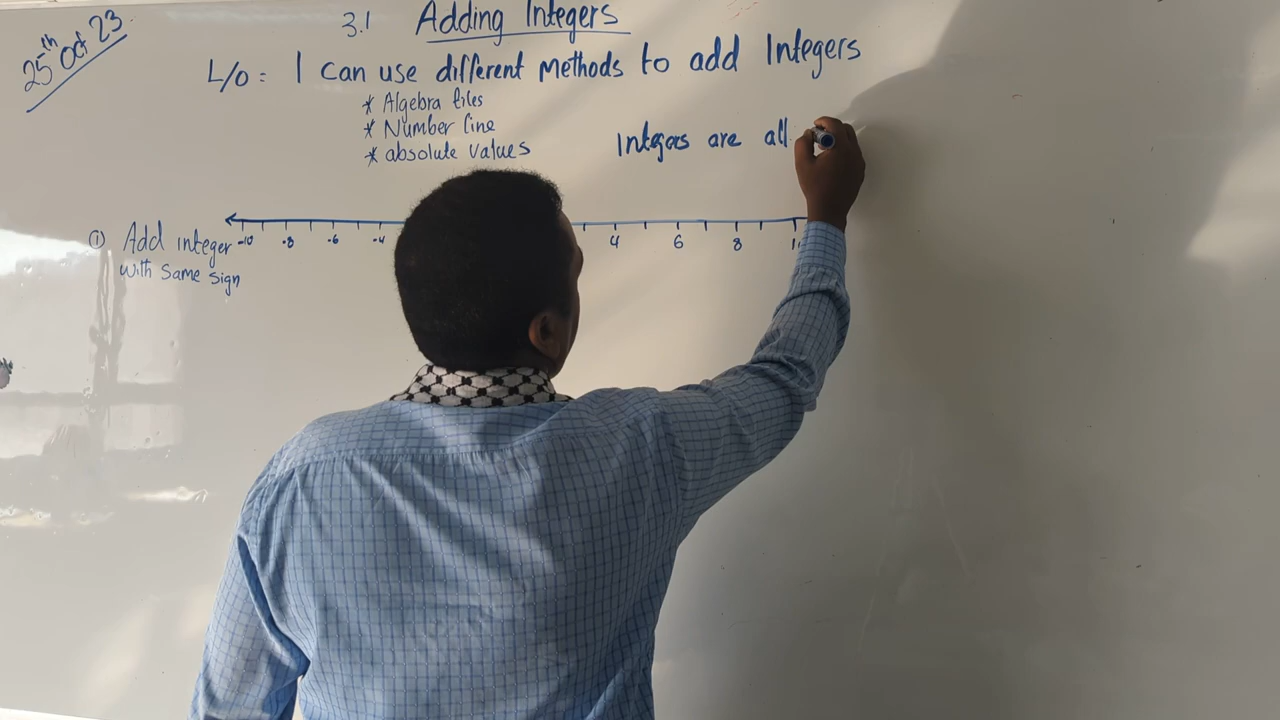 25th Oct 23
3.1 Adding Integers
L/o = I can use different methods to add Integers
* Algebra tiles
* Number line
* absolute values
Integers are all
-10 -8 -6 -4 4 6 8
① Add integer
with same sign